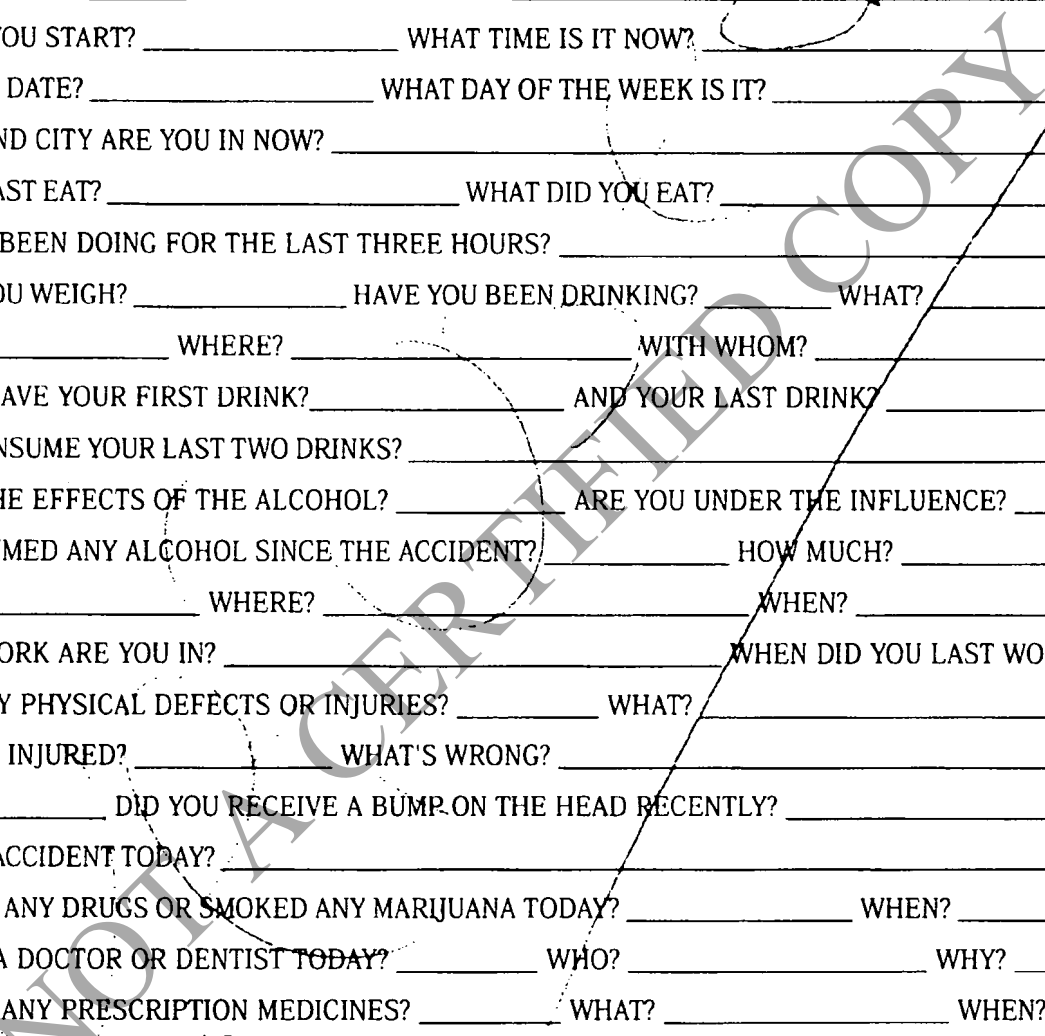 YOU START? WHAT TIME IS IT NOW?
DATE? WHAT DAY OF THE WEEK IS IT?
ND CITY ARE YOU IN NOW?
AST EAT? WHAT DID YOU EAT?
BEEN DOING FOR THE LAST THREE HOURS?
OU WEIGH? HAVE YOU BEEN DRINKING? WHAT?
WHERE? WITH WHOM?
AVE YOUR FIRST DRINK? AND YOUR LAST DRINK?
NSUME YOUR LAST TWO DRINKS?
HE EFFECTS OF THE ALCOHOL? ARE YOU UNDER THE INFLUENCE?
MED ANY ALCOHOL SINCE THE ACCIDENT? HOW MUCH?
WHERE? WHEN?
ORK ARE YOU IN? WHEN DID YOU LAST WO
Y PHYSICAL DEFECTS OR INJURIES? WHAT?
INJURED? WHAT'S WRONG?
DID YOU RECEIVE A BUMP ON THE HEAD RECENTLY?
ACCIDENT TODAY?
ANY DRUGS OR SMOKED ANY MARIJUANA TODAY? WHEN?
A DOCTOR OR DENTIST TODAY? WHO? WHY?
ANY PRESCRIPTION MEDICINES? WHAT? WHEN?
NOT A CERTIFIED COPY